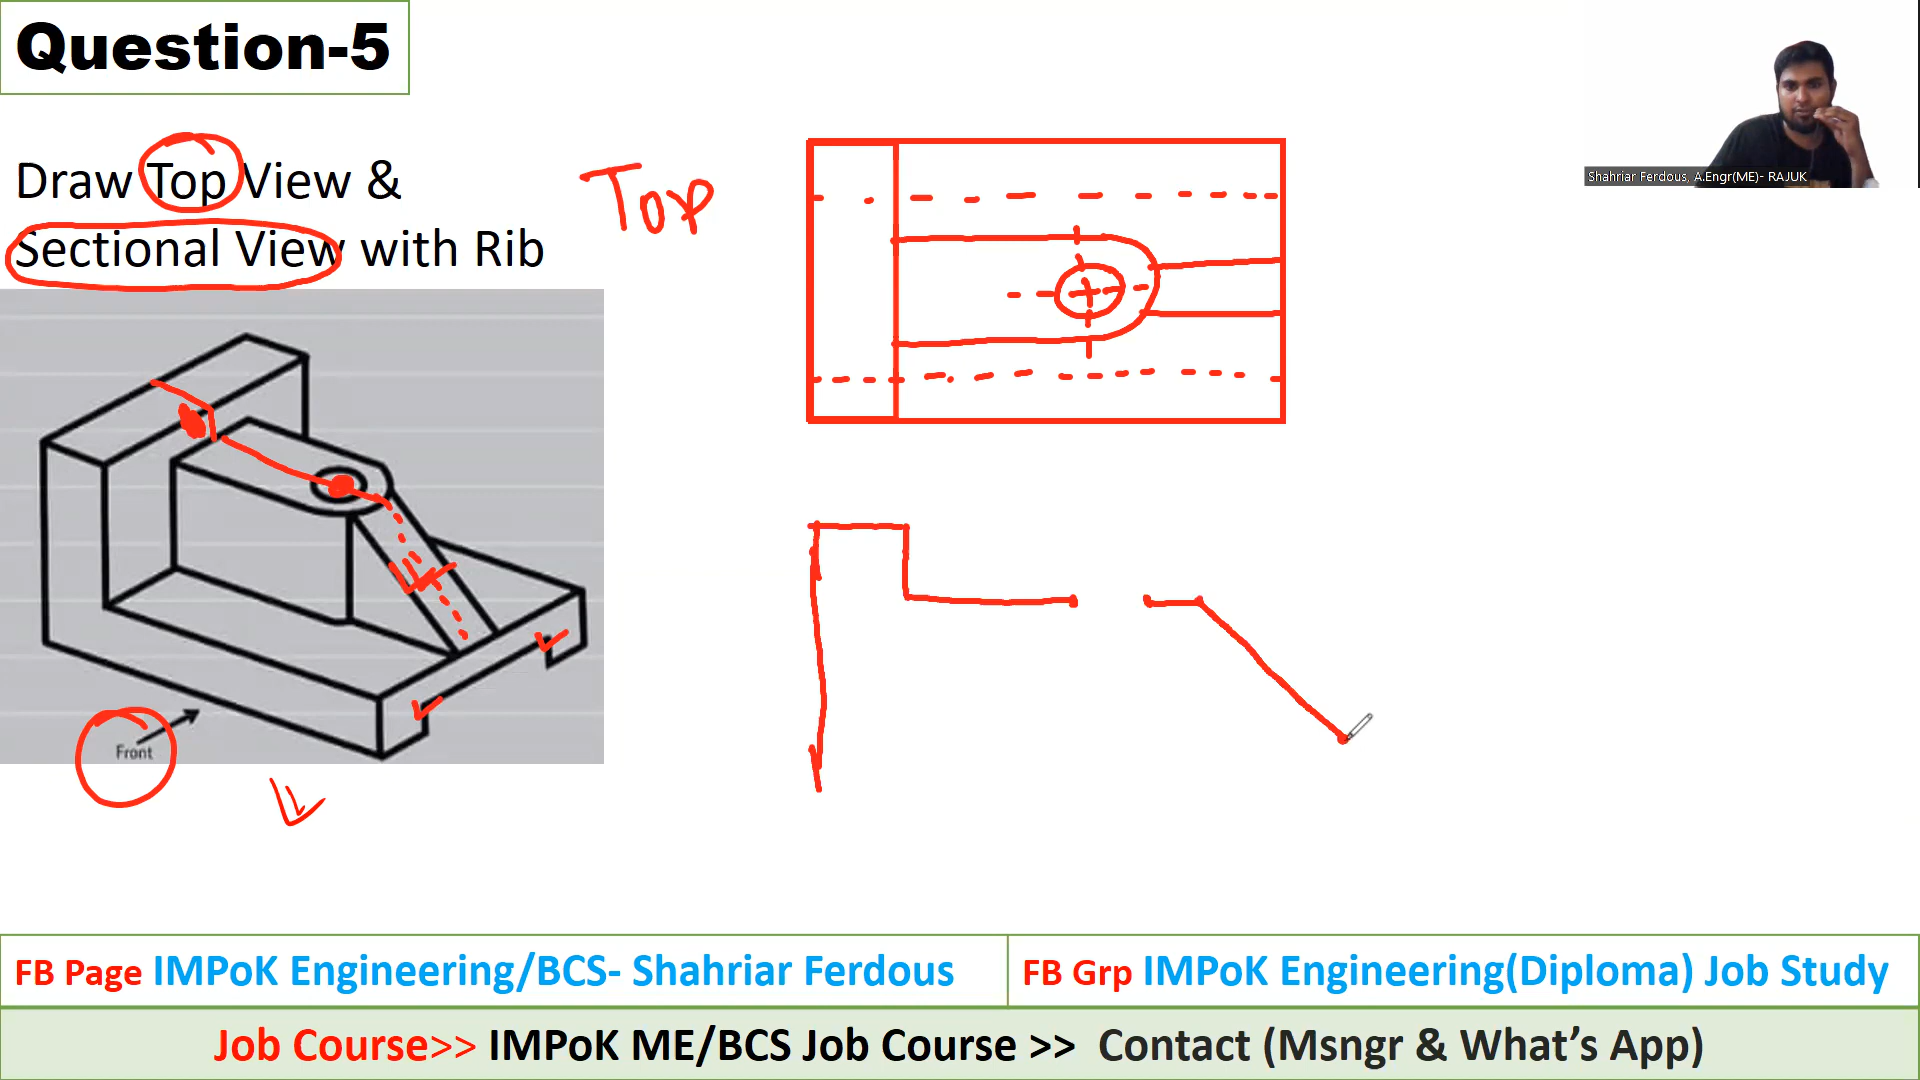 Question-5
Draw Top View &
Sectional View with Rib
Top
Front
Shahriar Ferdous, A.Engr(ME)- RAJUK
FB Page IMPoK Engineering/BCS- Shahriar Ferdous
FB Grp IMPoK Engineering(Diploma) Job Study
Job Course>> IMPoK ME/BCS Job Course >> Contact (Msngr & What’s App)